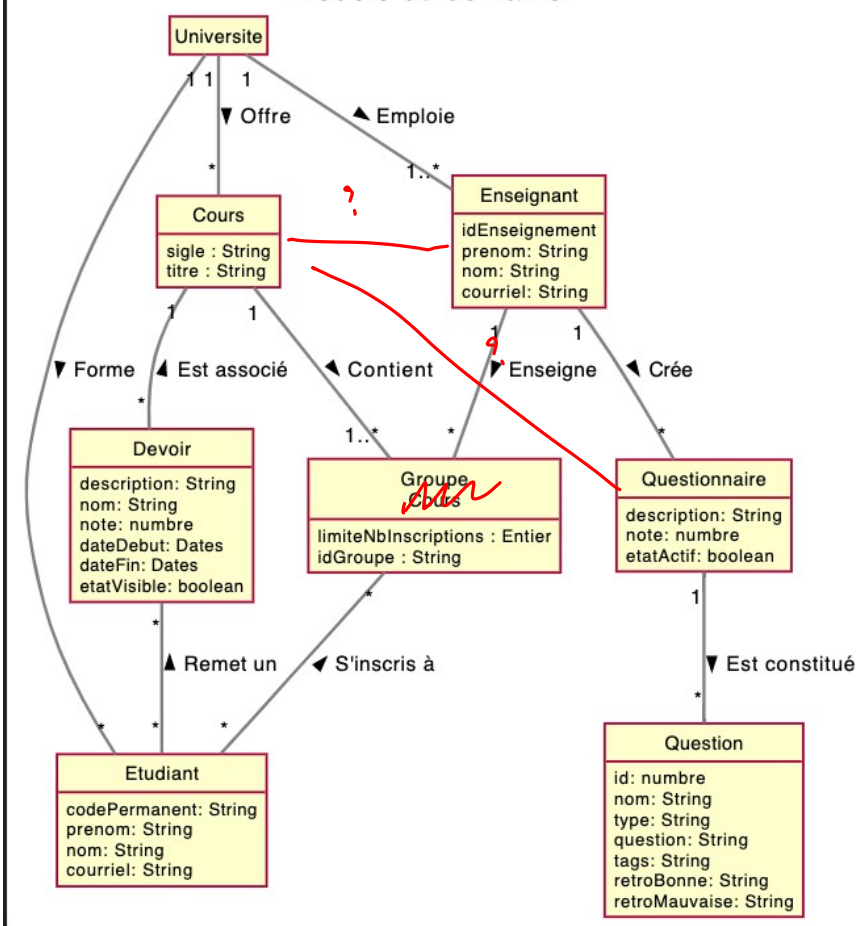 Universite
1 1 1
Offre
Emploie
*
1..*
?
Cours
sigle : String
titre : String
Enseignant
idEnseignement
prenom: String
nom: String
courriel: String
1
1
1
1
?
Forme
Est associé
Contient
Enseigne
Crée
*
1..*
*
*
Devoir
description: String
nom: String
note: numbre
dateDebut: Dates
dateFin: Dates
etatVisible: boolean
Groupe
Cours
limiteNbInscriptions : Entier
idGroupe : String
Questionnaire
description: String
note: numbre
etatActif: boolean
*
*
1
Remet un
S'inscris à
Est constitué
*
*
*
*
Etudiant
codePermanent: String
prenom: String
nom: String
courriel: String
Question
id: numbre
nom: String
type: String
question: String
tags: String
retroBonne: String
retroMauvaise: String